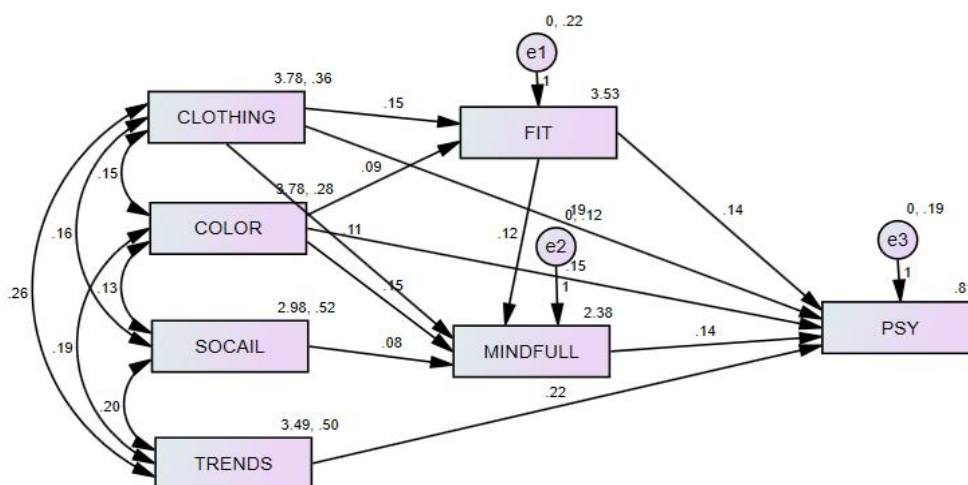 0, .22
e1
1
3.78, .36
3.53
CLOTHING
.15
FIT
.09
.15
3.78, .28
.19
0, .12
.14
0, .19
COLOR
.11
.12
e2
e3
.16
.15
1
1
.13
.15
2.38
.26
2.98, .52
PSY
.19
SOCAIL
.08
MINDFULL
.14
.20
.22
3.49, .50
TRENDS